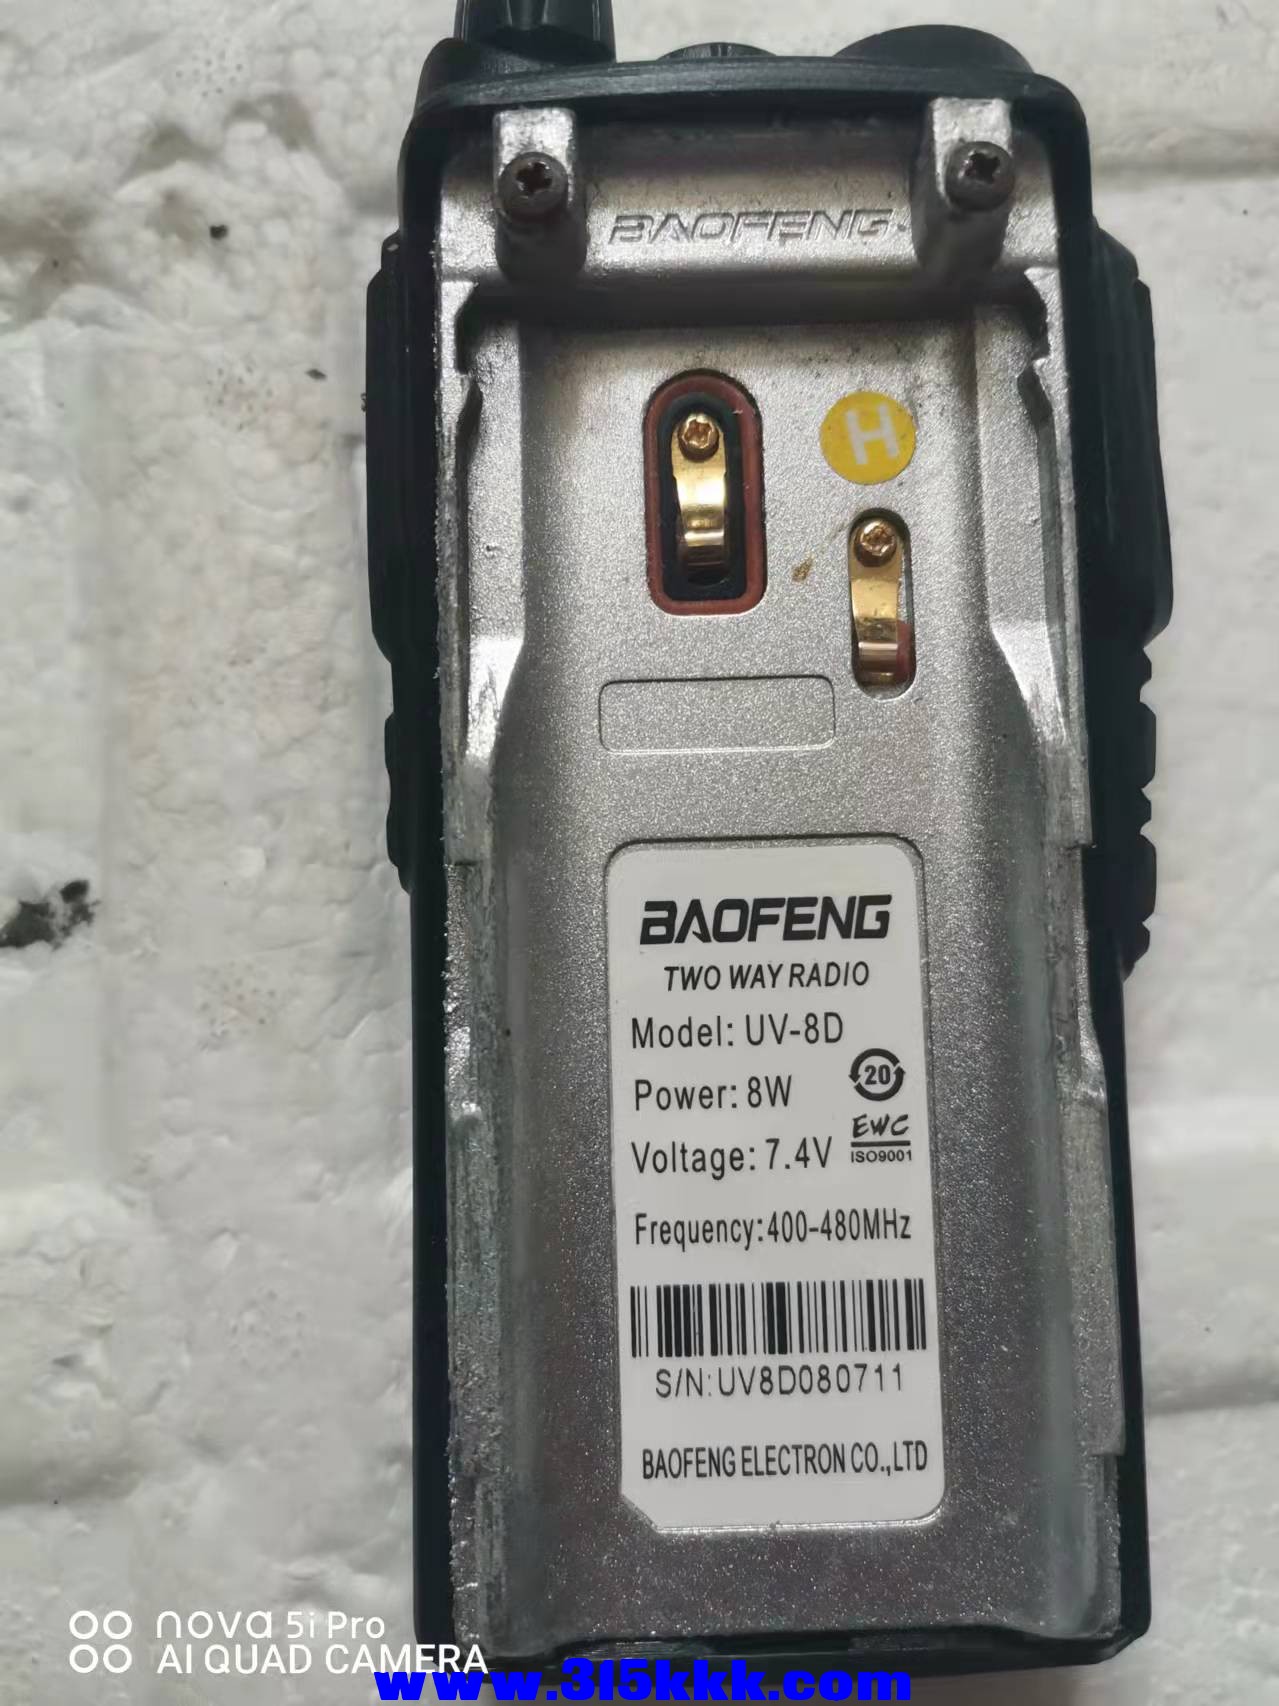 BAOFENG
H
BAOFENG
TWO WAY RADIO
Model: UV-8D
Power: 8W
20
Voltage: 7.4V
EWC
ISO9001
Frequency: 400-480MHz
S/N: UV8D080711
BAOFENG ELECTRON CO.,LTD
nova 5i Pro
AI QUAD CAMERA
www.315kkk.com